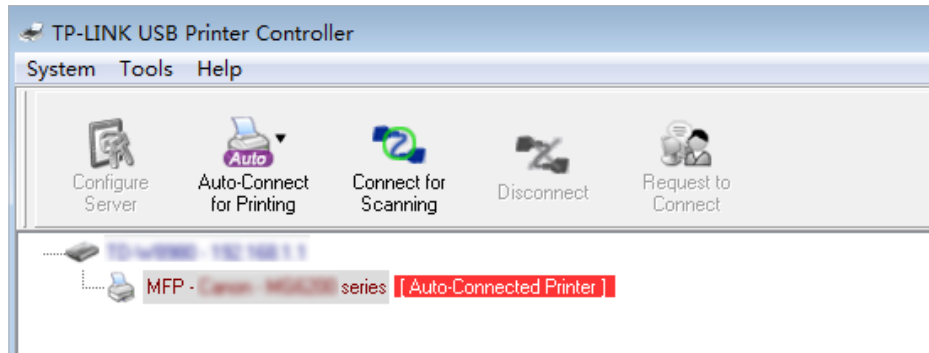 TP-LINK USB Printer Controller
System Tools Help
Auto
Configure Server
Auto-Connect for Printing
Connect for Scanning
Disconnect
Request to Connect
MFP - series [ Auto-Connected Printer ]